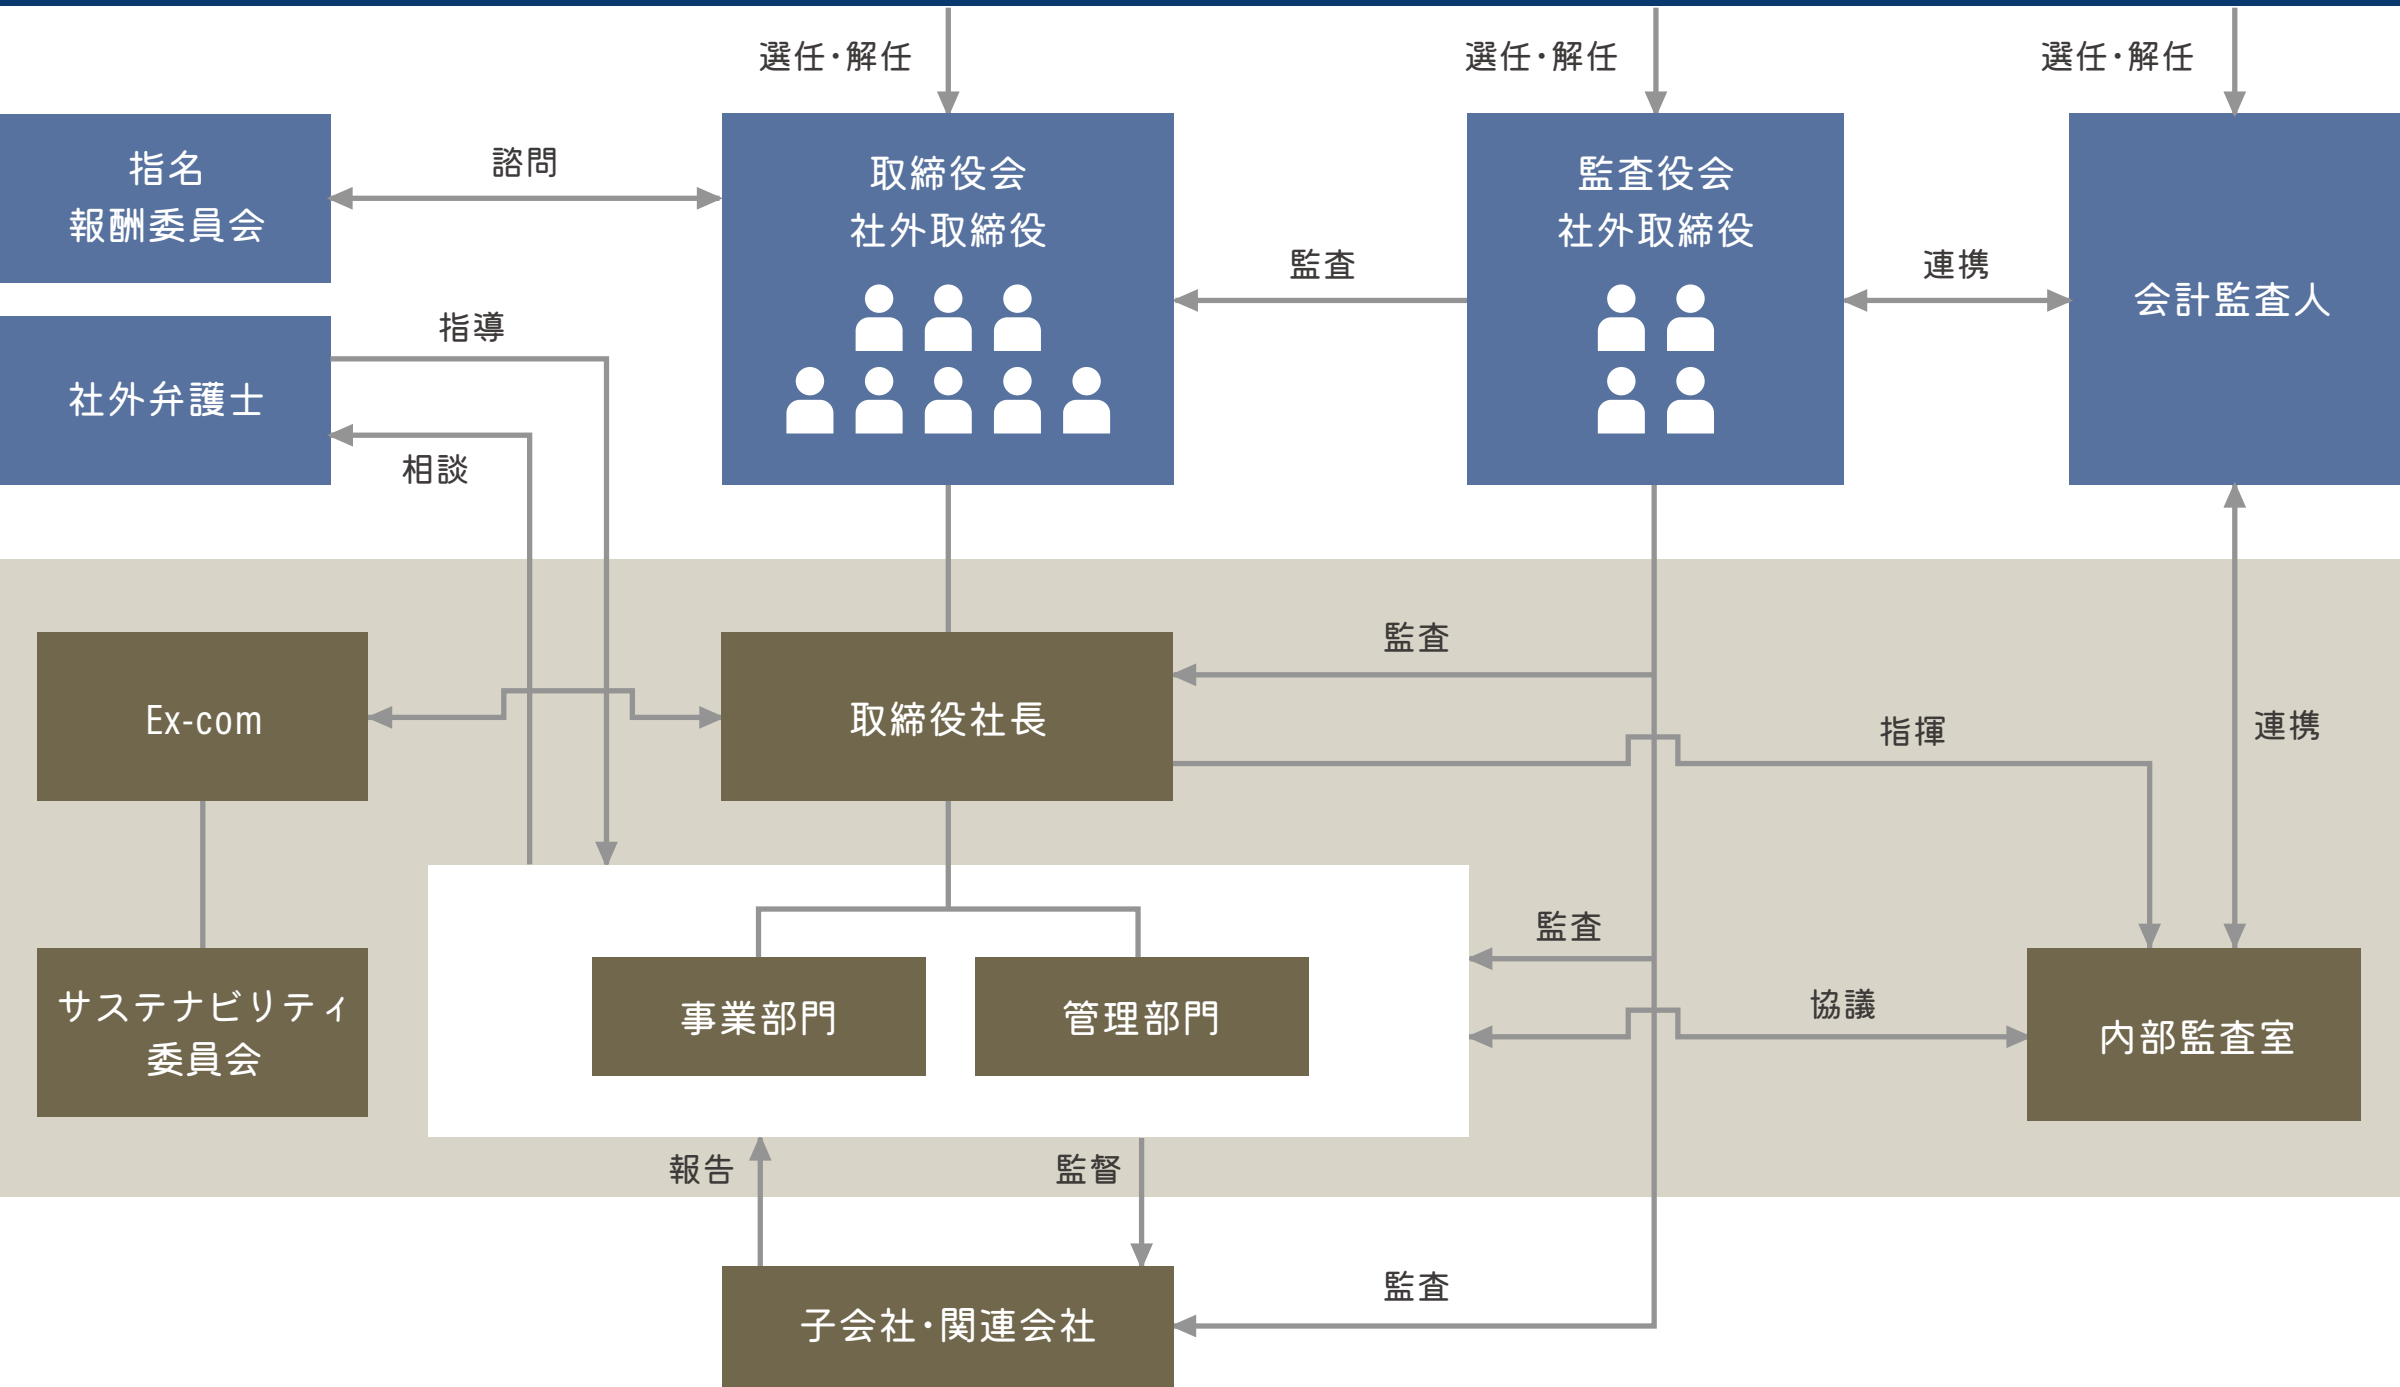 選任・解任
選任・解任
選任・解任
指名
報酬委員会
諮問
取締役会
社外取締役
監査
監査役会
社外取締役
連携
会計監査人
社外弁護士
指導
相談
Ex-com
取締役社長
監査
指揮
連携
サステナビリティ
委員会
事業部門
管理部門
監査
協議
内部監査室
報告
監督
子会社・関連会社
監査